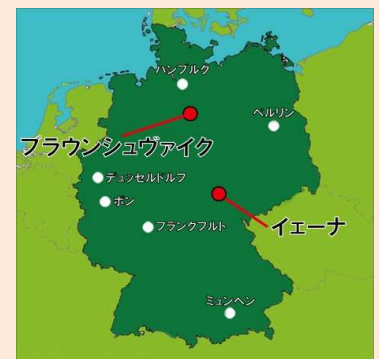 ハンブルク
ベルリン
ブラウンシュヴァイク
デュッセルドルフ
ボン
イェーナ
フランクフルト
ミュンヘン